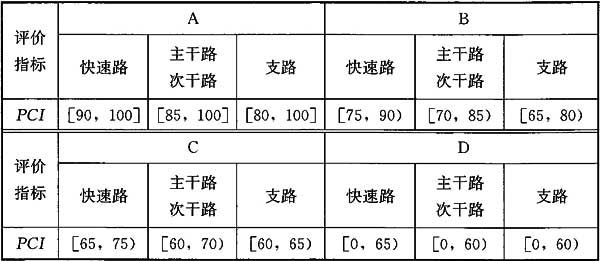 评价指标 A B
快速路 主干路 次干路 支路 快速路 主干路 次干路 支路
PCI [90，100] [85，100] [80，100] [75，90) [70，85) [65，80)
评价指标 C D
快速路 主干路 次干路 支路 快速路 主干路 次干路 支路
PCI [65，75) [60，70) [60，65) [0，65) [0，60) [0，60)